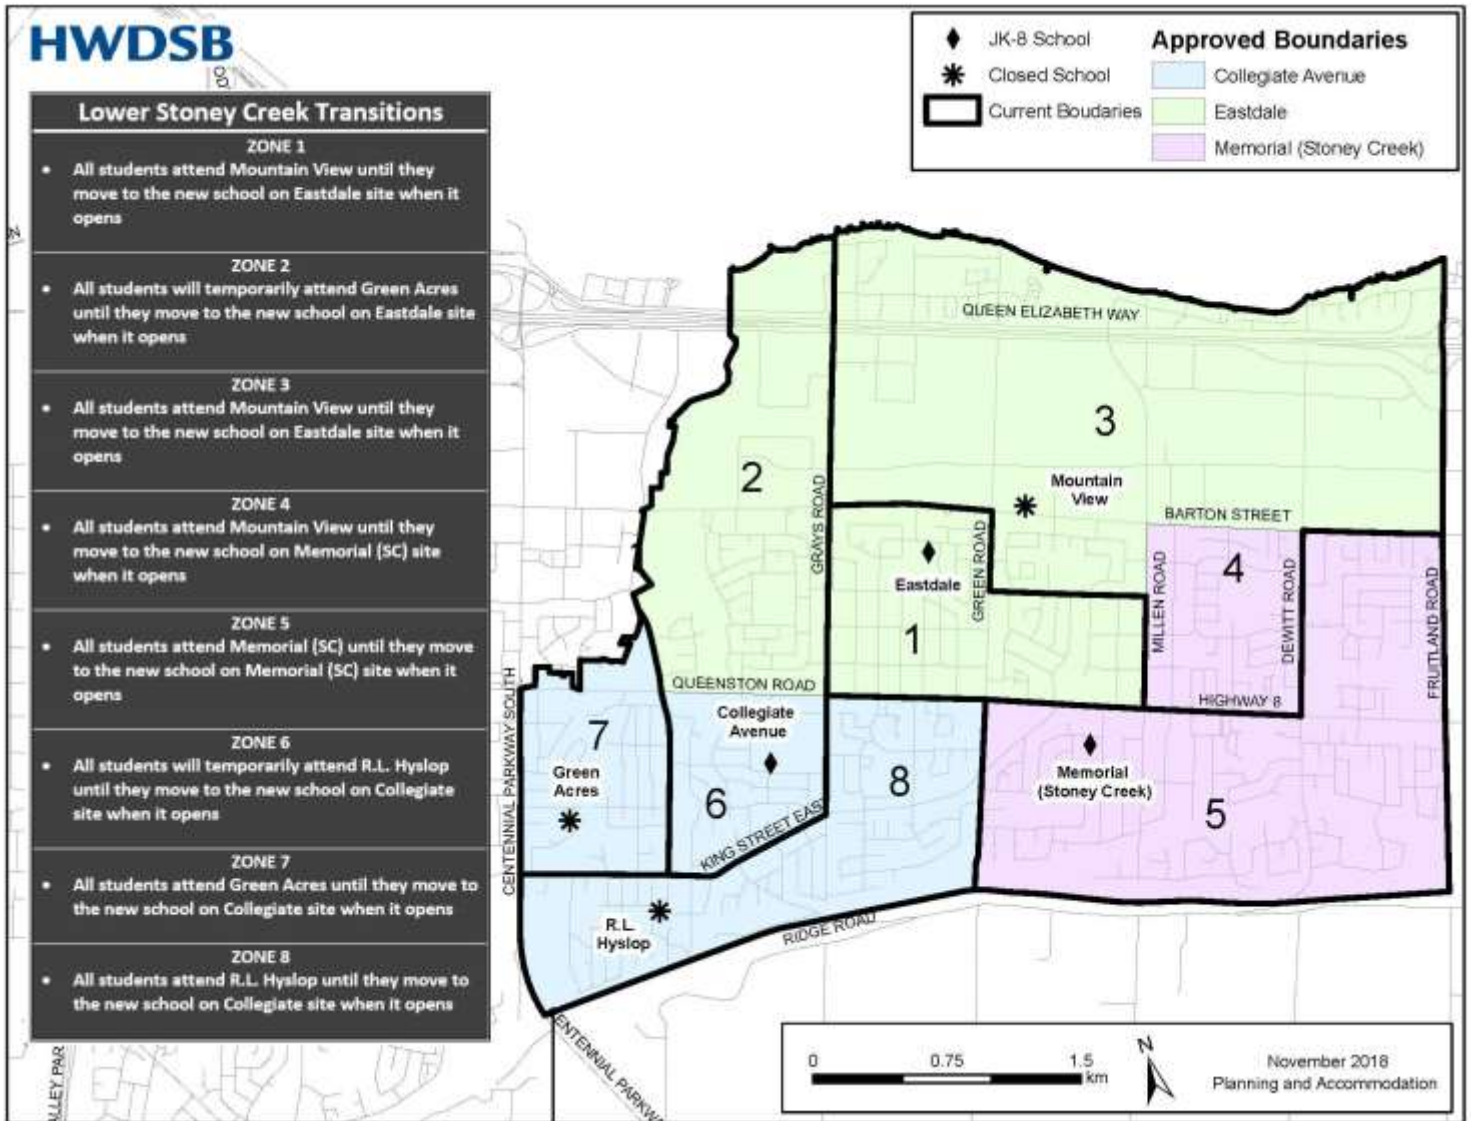 HWDSB
Lower Stoney Creek Transitions
ZONE 1
• All students attend Mountain View until they
move to the new school on Eastdale site when it
opens
ZONE 2
• All students will temporarily attend Green Acres
until they move to the new school on Eastdale site
when it opens
ZONE 3
• All students attend Mountain View until they
move to the new school on Eastdale site when it
opens
ZONE 4
• All students attend Mountain View until they
move to the new school on Memorial (SC) site
when it opens
ZONE 5
• All students attend Memorial (SC) until they move
to the new school on Memorial (SC) site when it
opens
ZONE 6
• All students will temporarily attend R.L. Hyslop
until they move to the new school on Collegiate
site when it opens
ZONE 7
• All students attend Green Acres until they move to
the new school on Collegiate site when it opens
ZONE 8
• All students attend R.L. Hyslop until they move to
the new school on Collegiate site when it opens
JK-8 School
Closed School
Current Boudaries
Approved Boundaries
Collegiate Avenue
Eastdale
Memorial (Stoney Creek)
QUEEN ELIZABETH WAY
3
2
Mountain
View
GRAYS ROAD
BARTON STREET
Eastdale
GREEN ROAD
1
MILLEN ROAD
4
DEWITT ROAD
FRUITLAND ROAD
QUEENSTON ROAD
HIGHWAY 8
CENTENNIAL PARKWAY SOUTH
7
Green
Acres
Collegiate
Avenue
6
KING STREET EAST
8
Memorial
(Stoney Creek)
5
R.L.
Hyslop
RIDGE ROAD
ENTENNIAL PARKWA
ALLEY PAR
0 0.75 1.5
km
N
November 2018
Planning and Accommodation